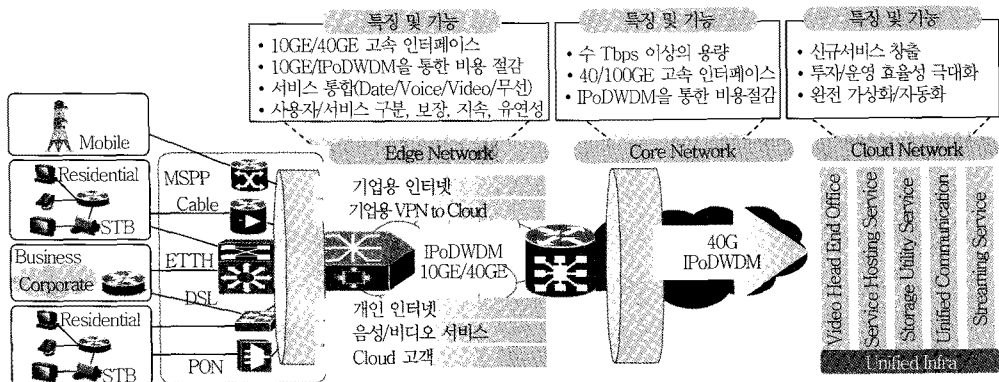 특징 및 기능
• 10GE/40GE 고속 인터페이스
• 10GE/IPoDWDM을 통한 비용 절감
• 서비스 통합(Date/Voice/Video/무선)
• 사용자/서비스 구분, 보장, 지속, 유연성
특징 및 기능
• 수 Tbps 이상의 용량
• 40/100GE 고속 인터페이스
• IPoDWDM을 통한 비용절감
특징 및 기능
• 신규서비스 창출
• 투자/운영 효율성 극대화
• 완전 가상화/자동화
Edge Network
Core Network
Cloud Network
Mobile
Residential
STB
Business
Corporate
Residential
STB
MSPP
Cable
ETTH
DSL
PON
기업용 인터넷
기업용 VPN to Cloud
IPoDWDM
10GE/40GE
개인 인터넷
음성/비디오 서비스
Cloud 고객
40G
IPoDWDM
Video Head End Office
Service Hosting Service
Storage Utility Service
Unified Communication
Streaming Service
Unified Infra